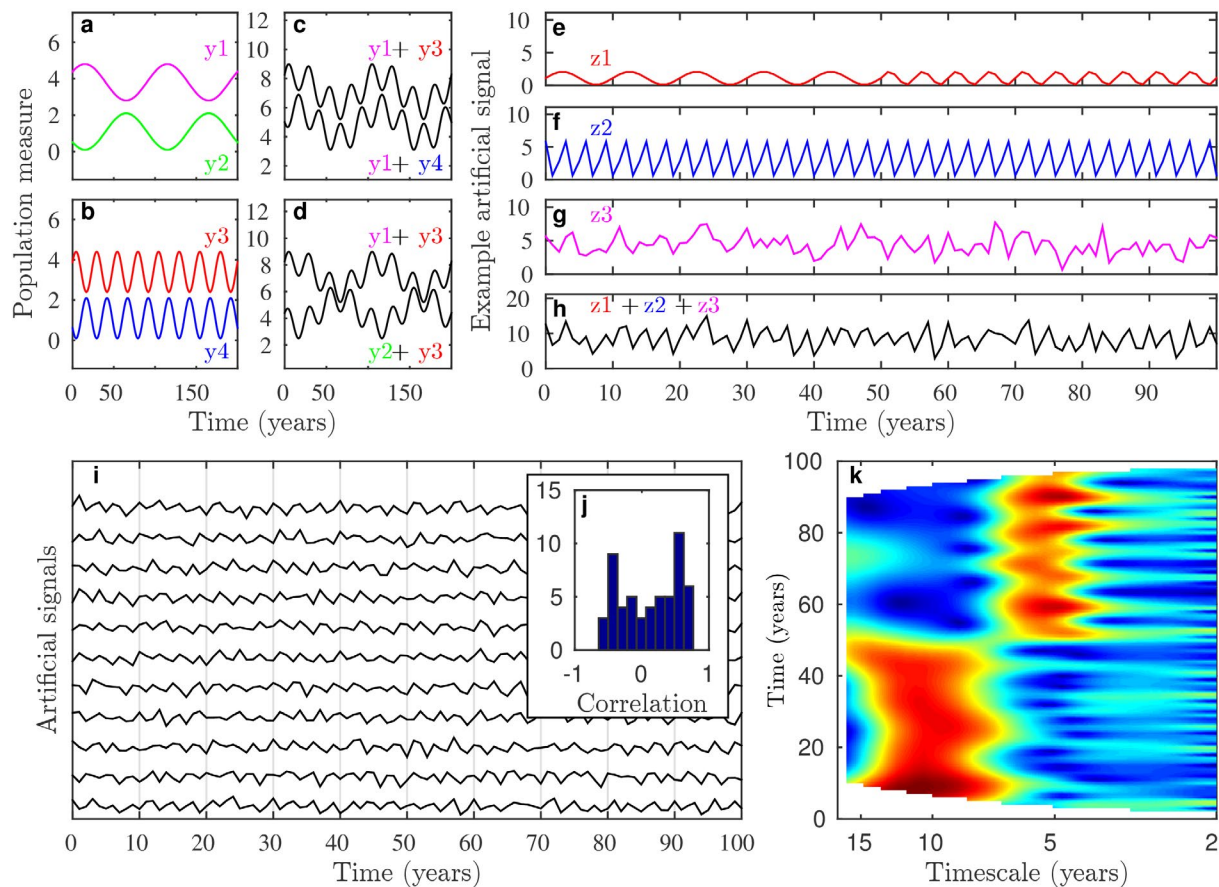 a
y1
y2
6
4
2
0
50
150
b
y3
y4
6
4
2
0
0
50
150
Population measure
c
y1+ y3
y1+ y4
12
10
8
6
4
2
50
150
d
y1+ y3
y2+ y3
12
10
8
6
4
2
0
50
150
Time (years)
Example artificial signal
e
z1
10
5
0
f
z2
10
5
0
g
z3
10
5
0
h
z1 + z2 + z3
20
10
0
0 10 20 30 40 50 60 70 80 90
Time (years)
i
Artificial signals
0 10 20 30 40 50 60 70 80 90 100
Time (years)
j
15
10
5
0
-1 0 1
Correlation
k
100
80
60
40
20
0
Time (years)
15 10 5 2
Timescale (years)